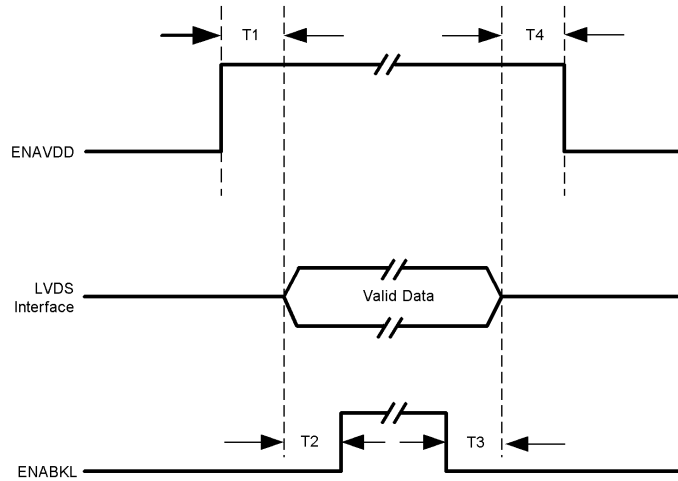 T1
T4
ENAVDD
LVDS
Interface
Valid Data
T2
T3
ENABKL